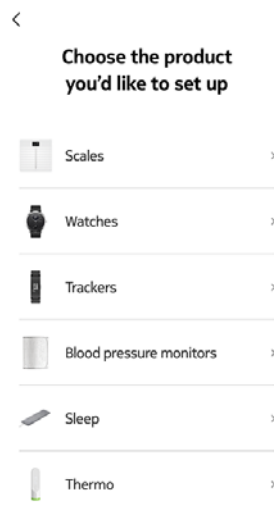 Choose the product
you'd like to set up
Scales
Watches
Trackers
Blood pressure monitors
Sleep
Thermo